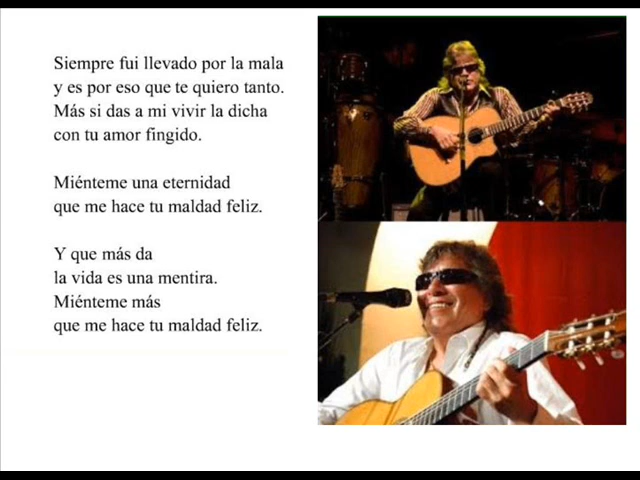 Siempre fui llevado por la mala
y es por eso que te quiero tanto.
Más si das a mi vivir la dicha
con tu amor fingido.
Miénteme una eternidad
que me hace tu maldad feliz.
Y que más da
la vida es una mentira.
Miénteme más
que me hace tu maldad feliz.